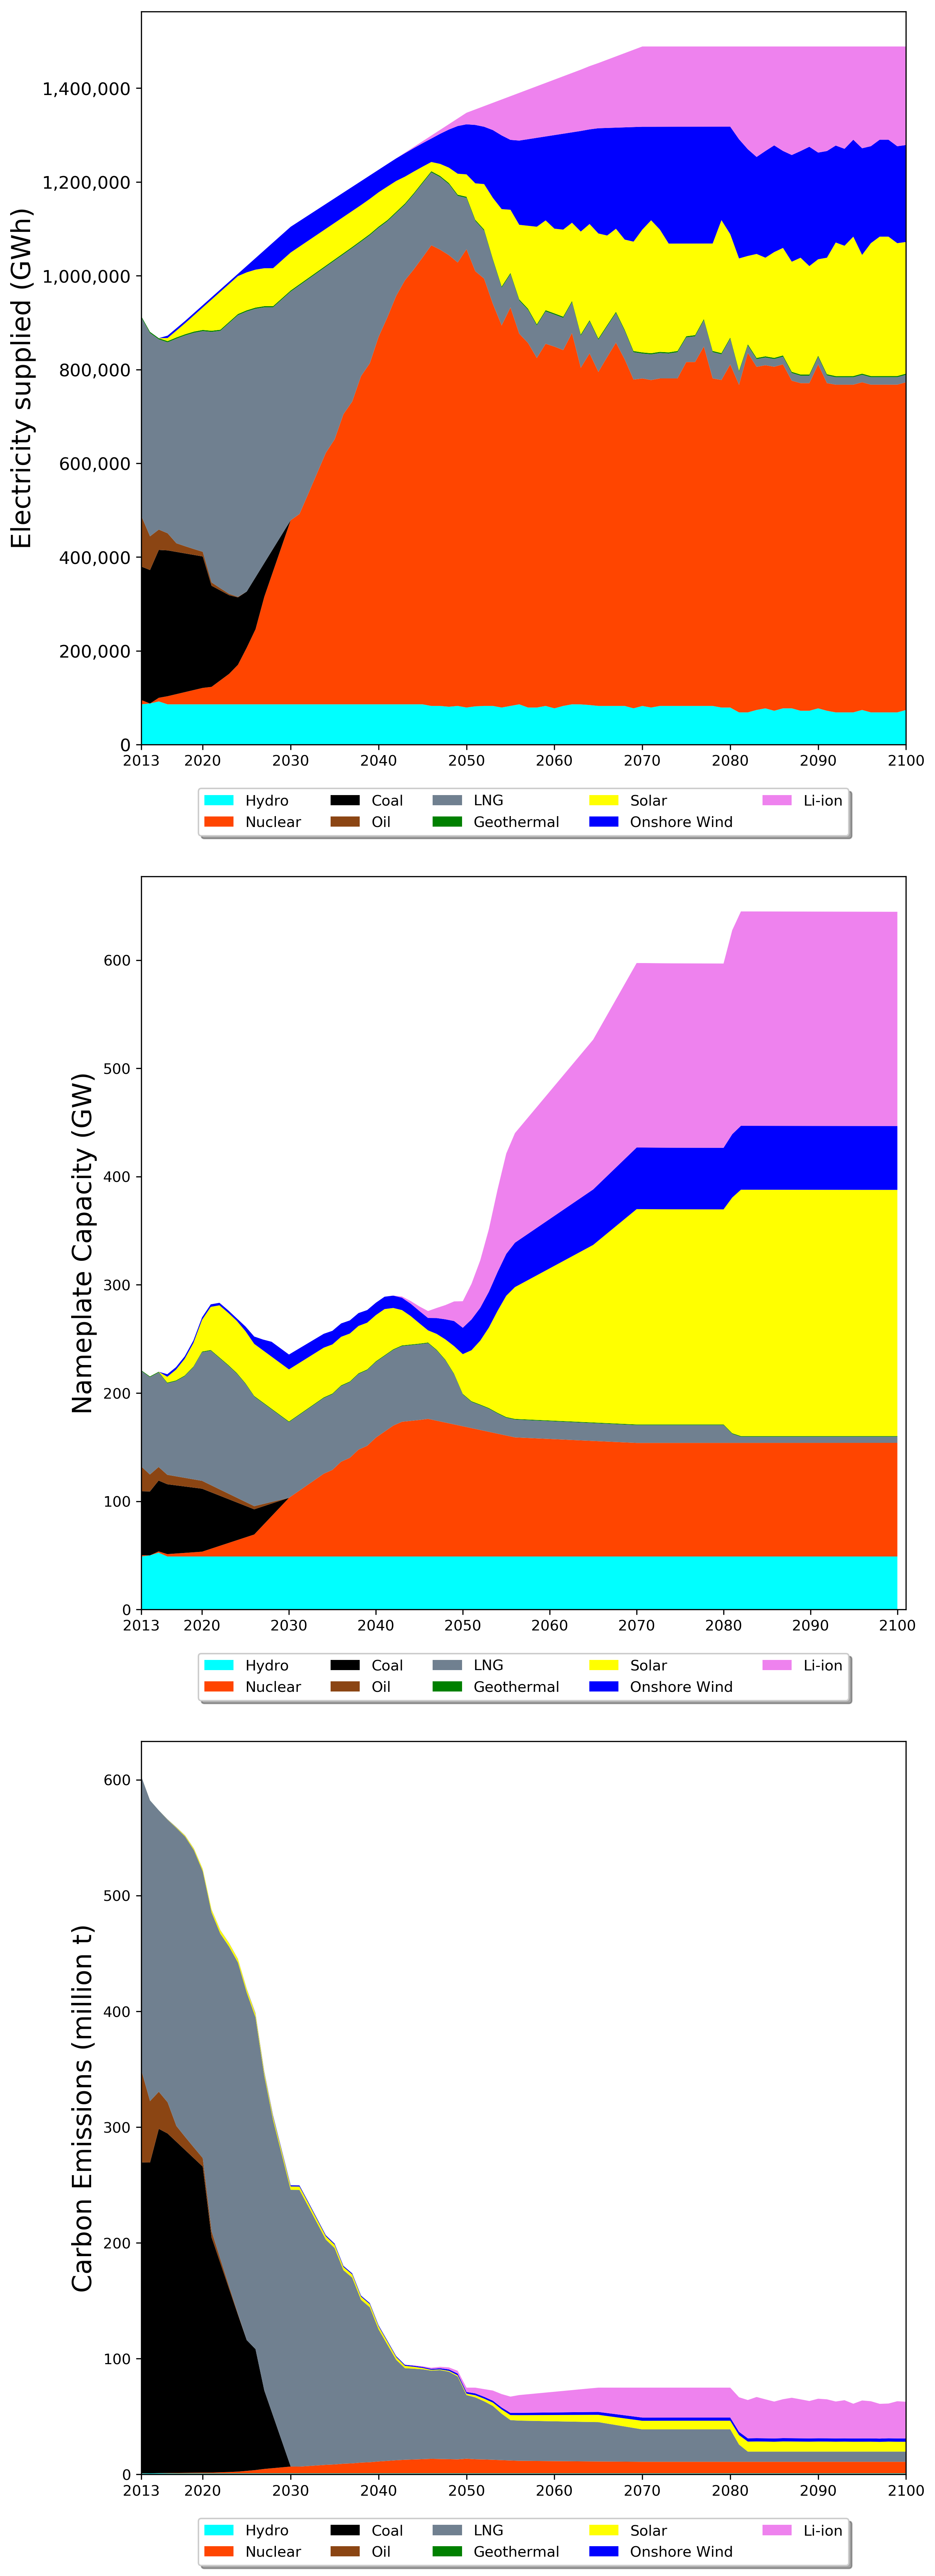 Electricity supplied (GWh)
1,400,000
1,200,000
1,000,000
800,000
600,000
400,000
200,000
0
2013 2020 2030 2040 2050 2060 2070 2080 2090 2100
Hydro Coal LNG Solar Li-ion
Nuclear Oil Geothermal Onshore Wind
Nameplate Capacity (GW)
600
500
400
300
200
100
0
2013 2020 2030 2040 2050 2060 2070 2080 2090 2100
Hydro Coal LNG Solar Li-ion
Nuclear Oil Geothermal Onshore Wind
Carbon Emissions (million t)
600
500
400
300
200
100
0
2013 2020 2030 2040 2050 2060 2070 2080 2090 2100
Hydro Coal LNG Solar Li-ion
Nuclear Oil Geothermal Onshore Wind